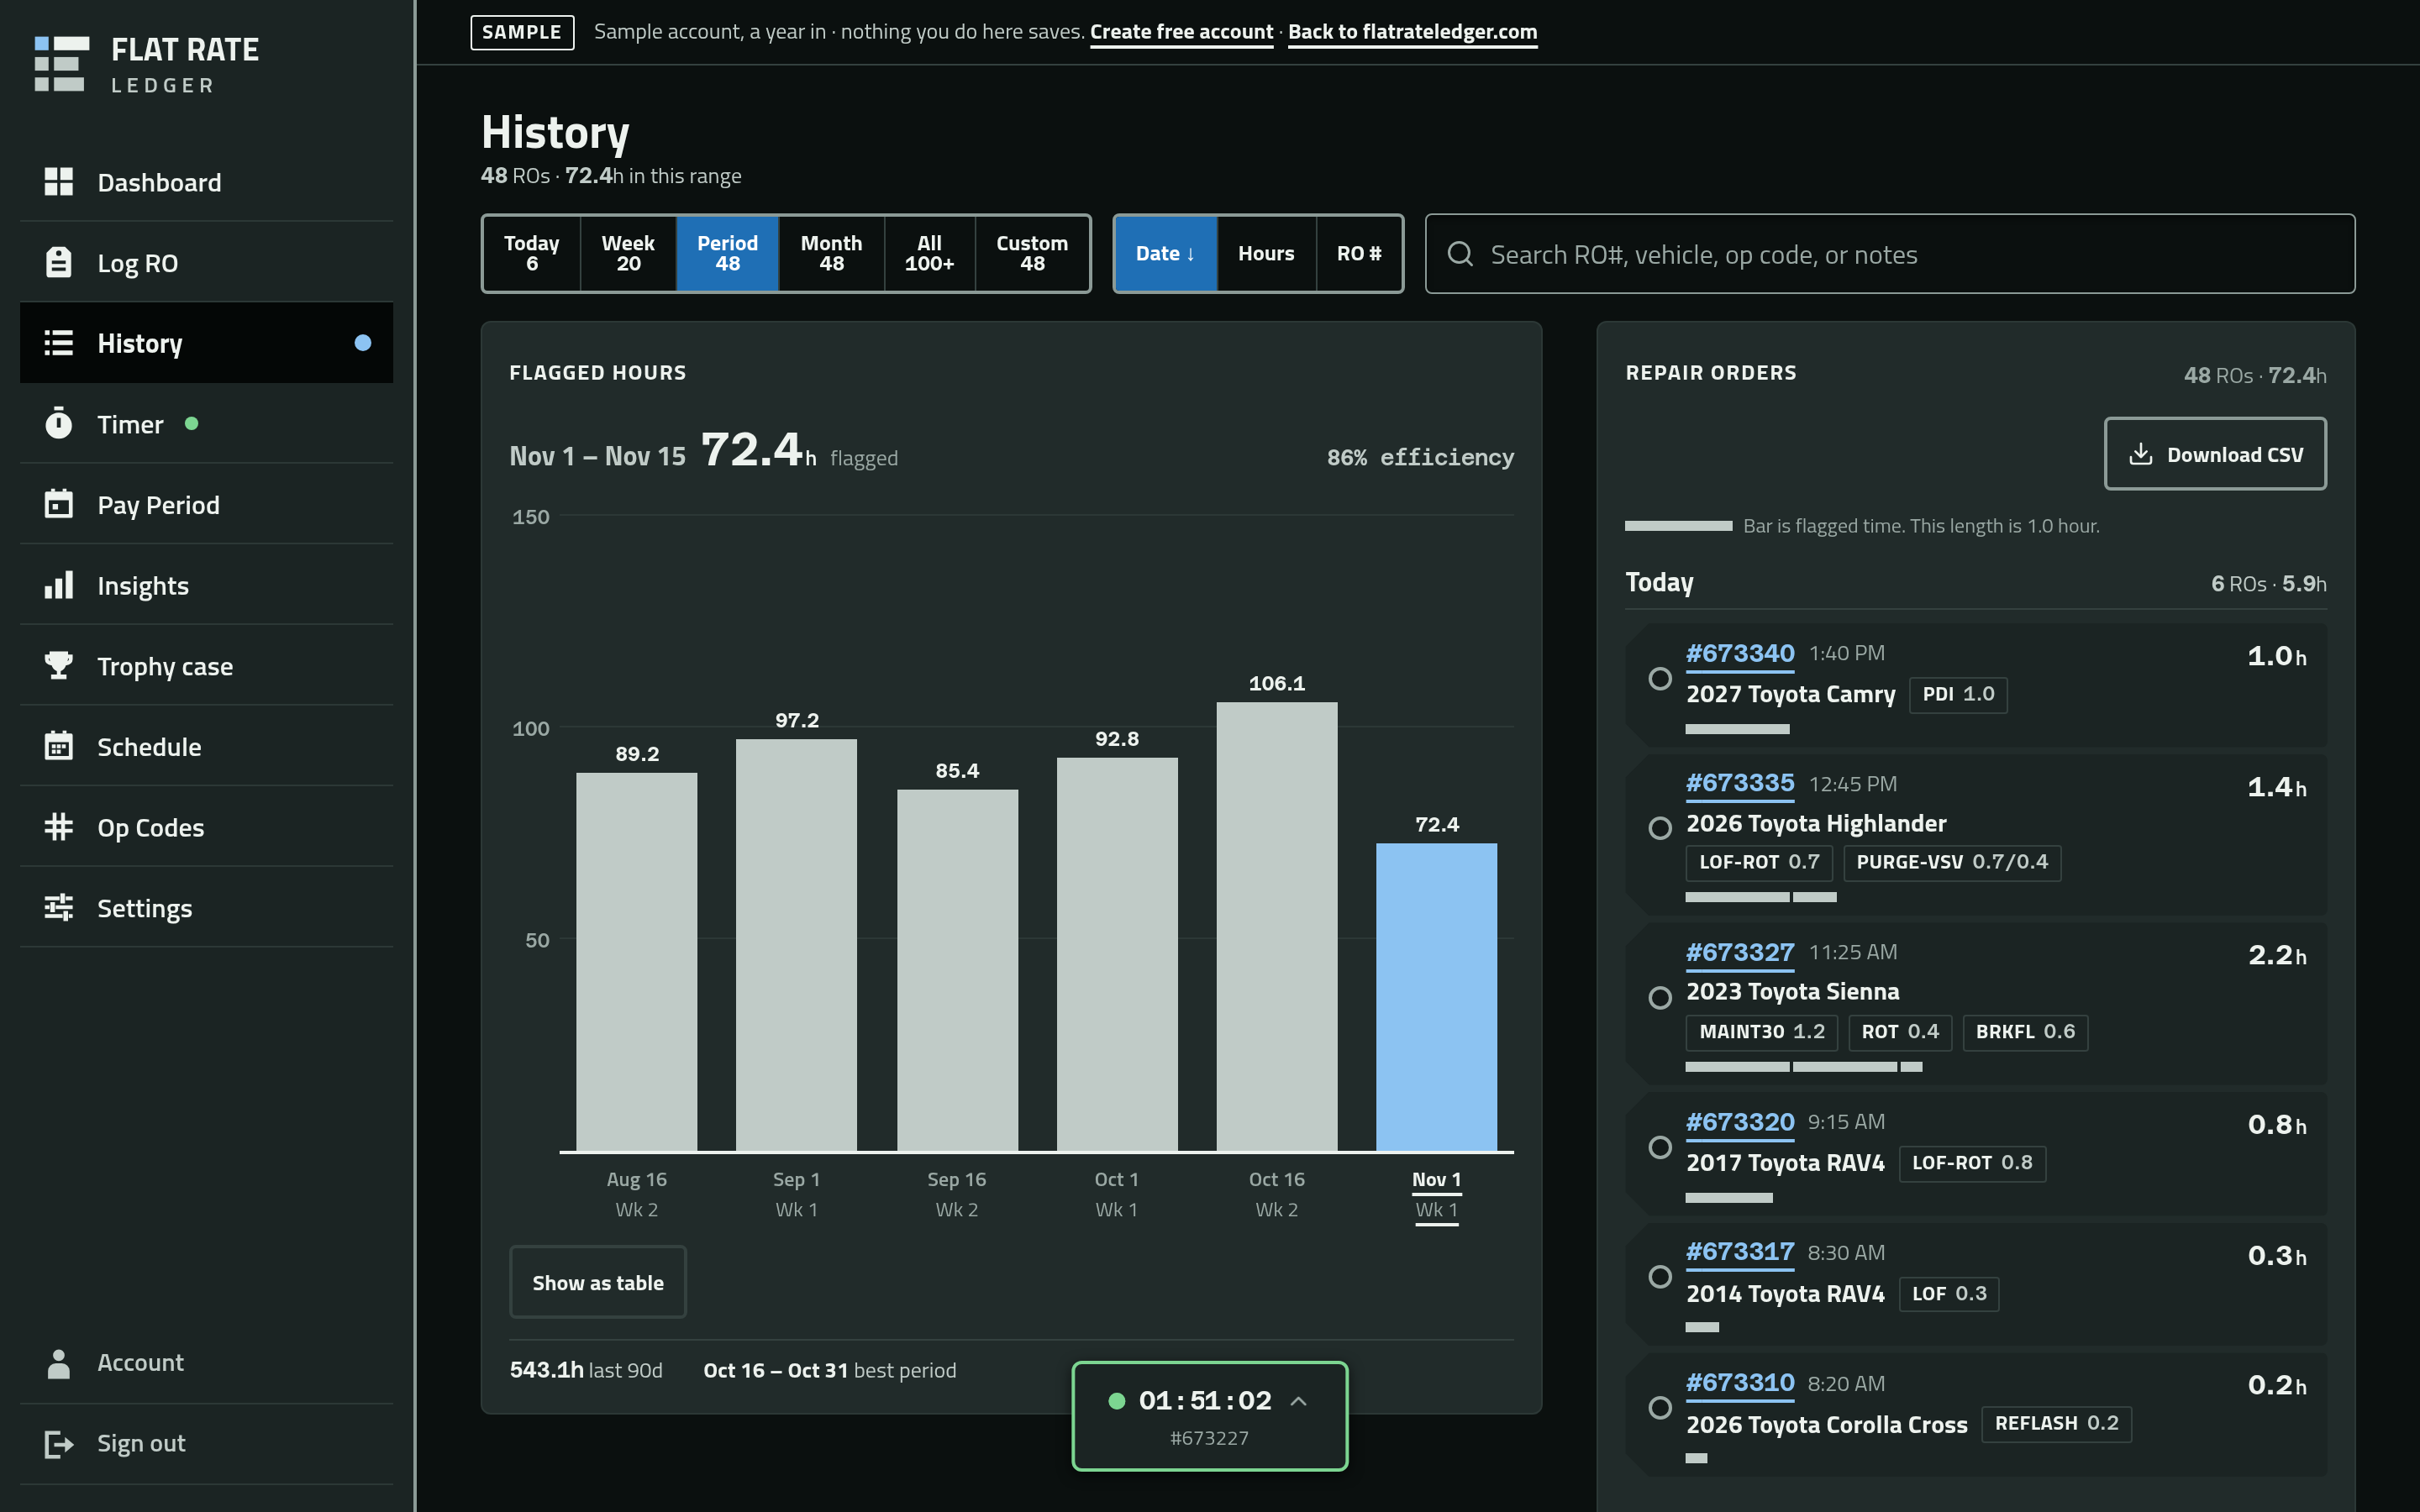 FLAT RATE
LEDGER
Dashboard
Log RO
History
Timer
Pay Period
Insights
Trophy case
Schedule
Op Codes
Settings
Account
Sign out
SAMPLE Sample account, a year in · nothing you do here saves. Create free account · Back to flatrateledger.com
History
48 ROs · 72.4h in this range
Today 6
Week 20
Period 48
Month 48
All 100+
Custom 48
Date ↓
Hours
RO #
Search RO#, vehicle, op code, or notes
FLAGGED HOURS
Nov 1 – Nov 15 72.4h flagged
86% efficiency
150
100
50
89.2
97.2
85.4
92.8
106.1
72.4
Aug 16
Wk 2
Sep 1
Wk 1
Sep 16
Wk 2
Oct 1
Wk 1
Oct 16
Wk 2
Nov 1
Wk 1
Show as table
543.1h last 90d
Oct 16 – Oct 31 best period
01:51:02
#673227
REPAIR ORDERS
48 ROs · 72.4h
Download CSV
Bar is flagged time. This length is 1.0 hour.
Today
6 ROs · 5.9h
#673340 1:40 PM 1.0h
2027 Toyota Camry PDI 1.0
#673335 12:45 PM 1.4h
2026 Toyota Highlander
LOF-ROT 0.7 PURGE-VSV 0.7/0.4
#673327 11:25 AM 2.2h
2023 Toyota Sienna
MAINT30 1.2 ROT 0.4 BRKFL 0.6
#673320 9:15 AM 0.8h
2017 Toyota RAV4 LOF-ROT 0.8
#673317 8:30 AM 0.3h
2014 Toyota RAV4 LOF 0.3
#673310 8:20 AM 0.2h
2026 Toyota Corolla Cross REFLASH 0.2